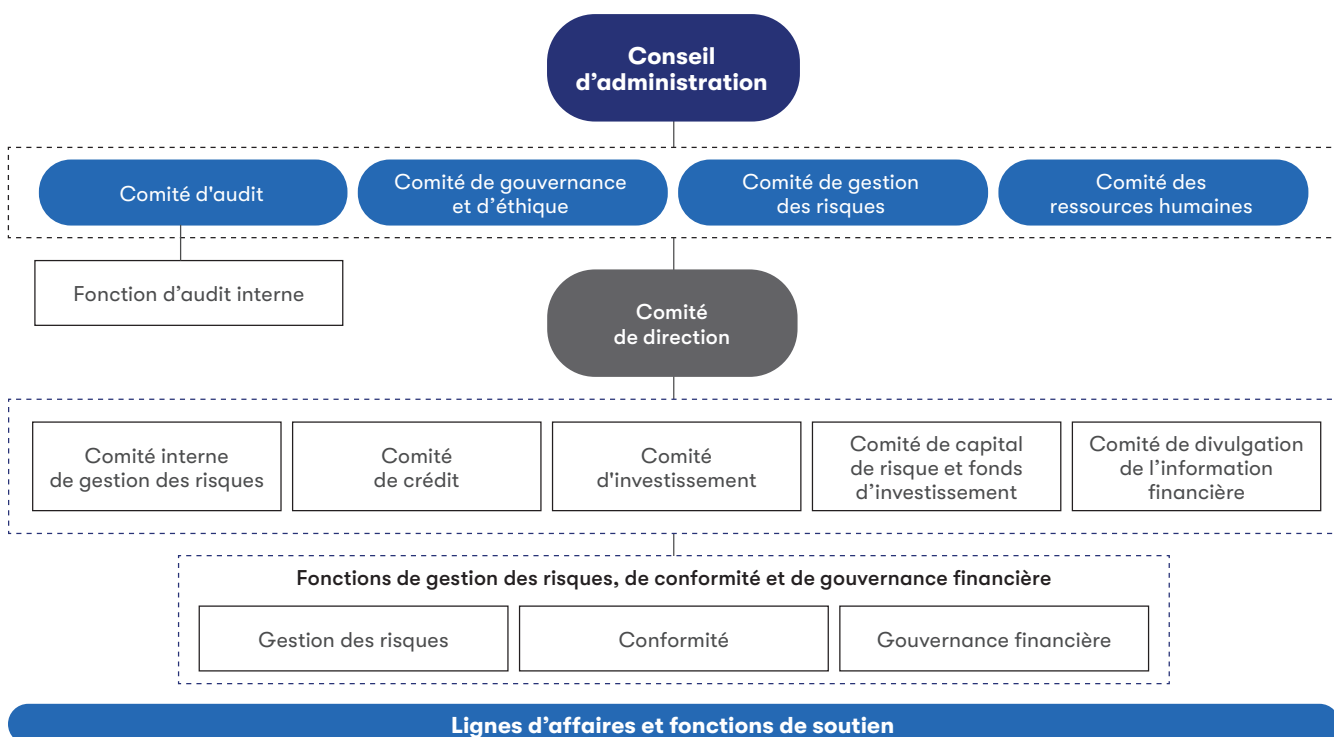 Conseil
d’administration
Comité d'audit
Comité de gouvernance
et d’éthique
Comité de gestion
des risques
Comité des
ressources humaines
Fonction d’audit interne
Comité
de direction
Comité interne
de gestion des risques
Comité
de crédit
Comité
d'investissement
Comité de capital
de risque et fonds
d’investissement
Comité de divulgation
de l’information
financière
Fonctions de gestion des risques, de conformité et de gouvernance financière
Gestion des risques
Conformité
Gouvernance financière
Lignes d’affaires et fonctions de soutien